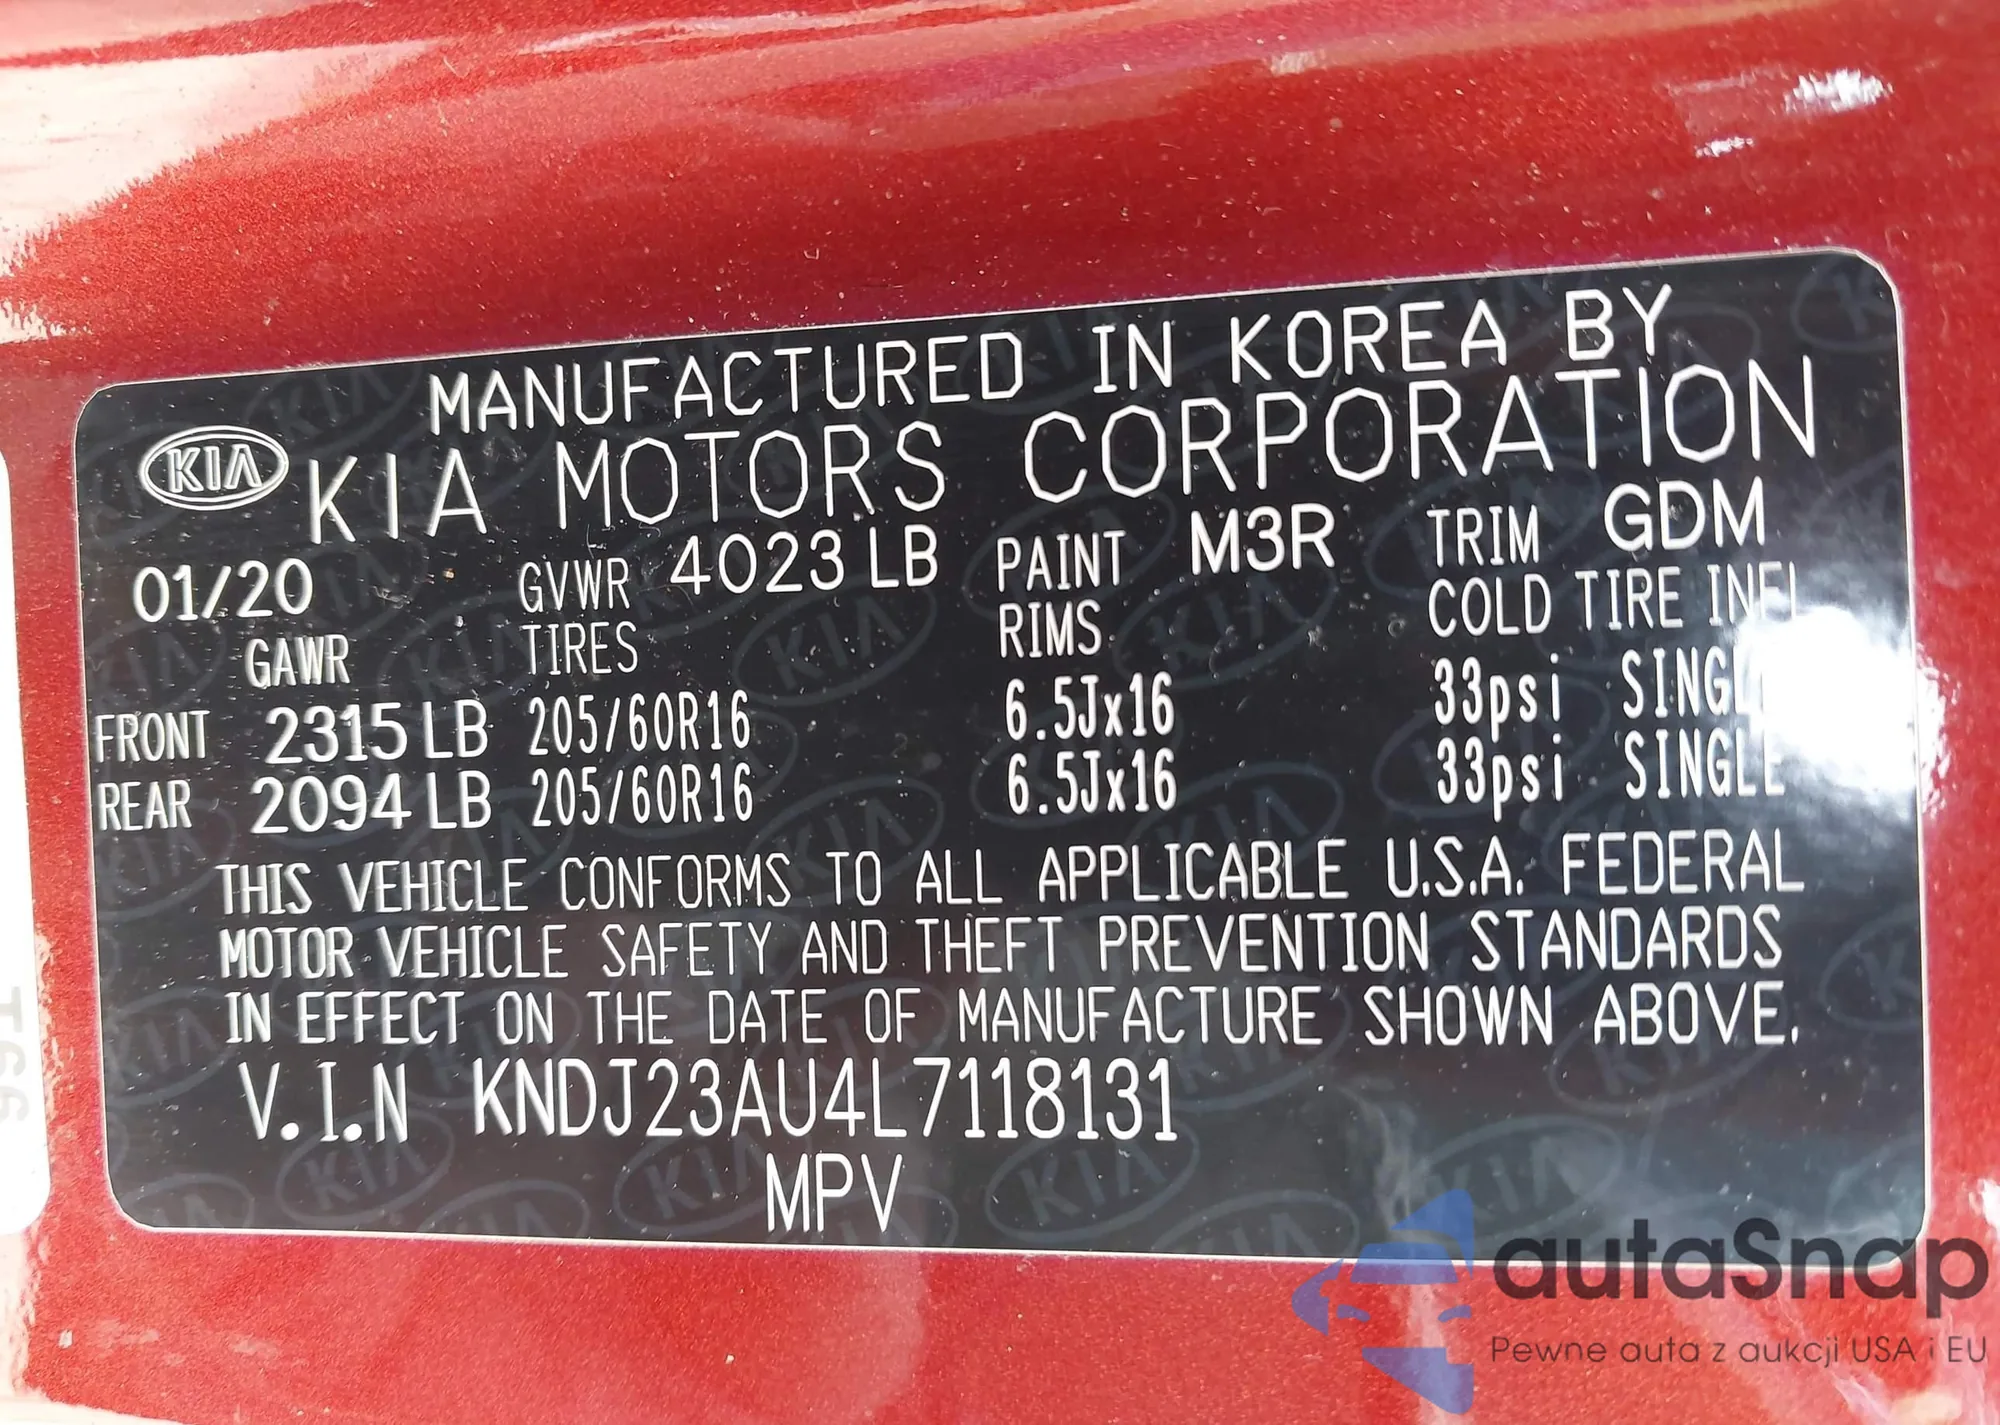 MANUFACTURED IN KOREA BY
KIA KIA MOTORS CORPORATION
01/20 GVWR 4023 LB PAINT M3R TRIM GDM
GAWR TIRES RIMS COLD TIRE INFL
FRONT 2315 LB 205/60R16 6.5Jx16 33psi SINGLE
REAR 2094 LB 205/60R16 6.5Jx16 33psi SINGLE
THIS VEHICLE CONFORMS TO ALL APPLICABLE U.S.A. FEDERAL
MOTOR VEHICLE SAFETY AND THEFT PREVENTION STANDARDS
IN EFFECT ON THE DATE OF MANUFACTURE SHOWN ABOVE.
V.I.N KNDJ23AU4L7118131
MPV
autaSnap
Pewne auta z aukcji USA i EU